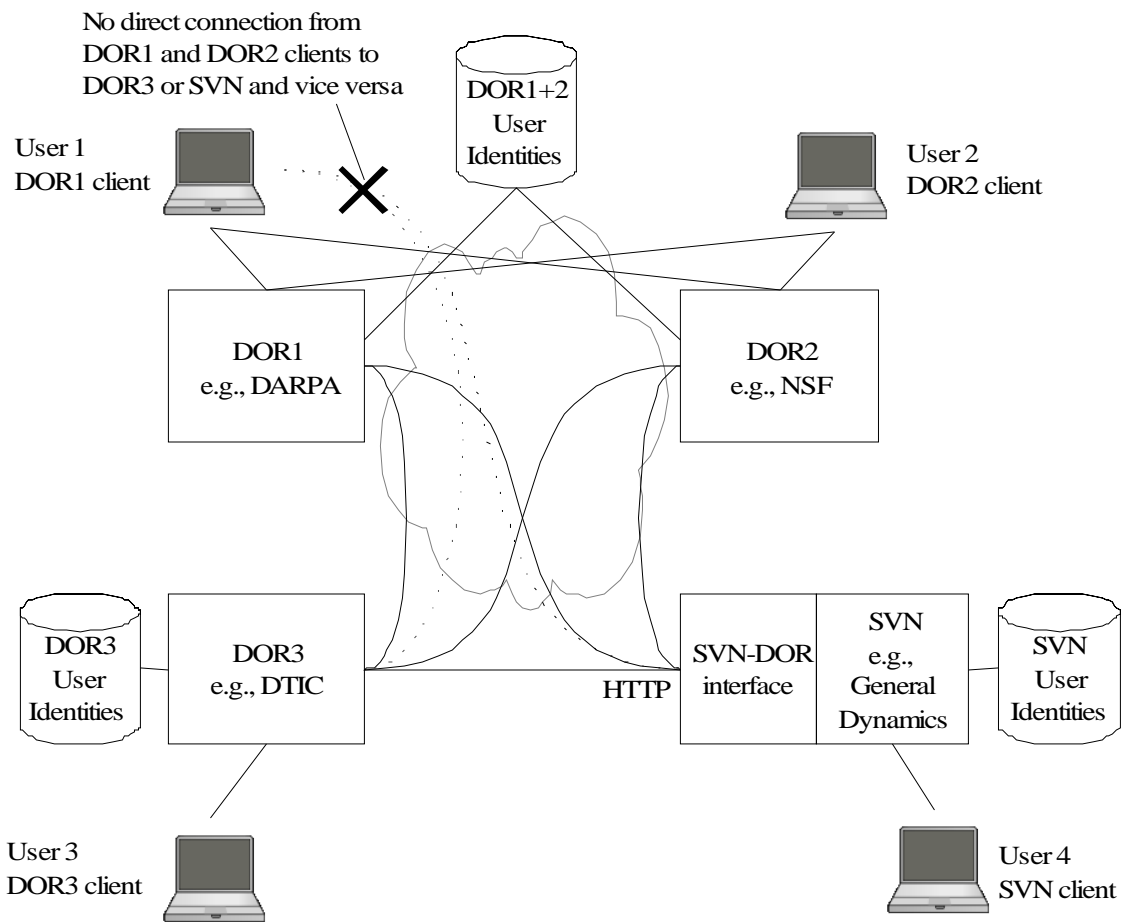 No direct connection from
DOR1 and DOR2 clients to
DOR3 or SVN and vice versa
DOR1+2
User
Identities
User 1
DOR1 client
User 2
DOR2 client
DOR1
e.g., DARPA
DOR2
e.g., NSF
DOR3
User
Identities
DOR3
e.g., DTIC
HTTP
SVN-DOR
interface
SVN
e.g.,
General
Dynamics
SVN
User
Identities
User 3
DOR3 client
User 4
SVN client